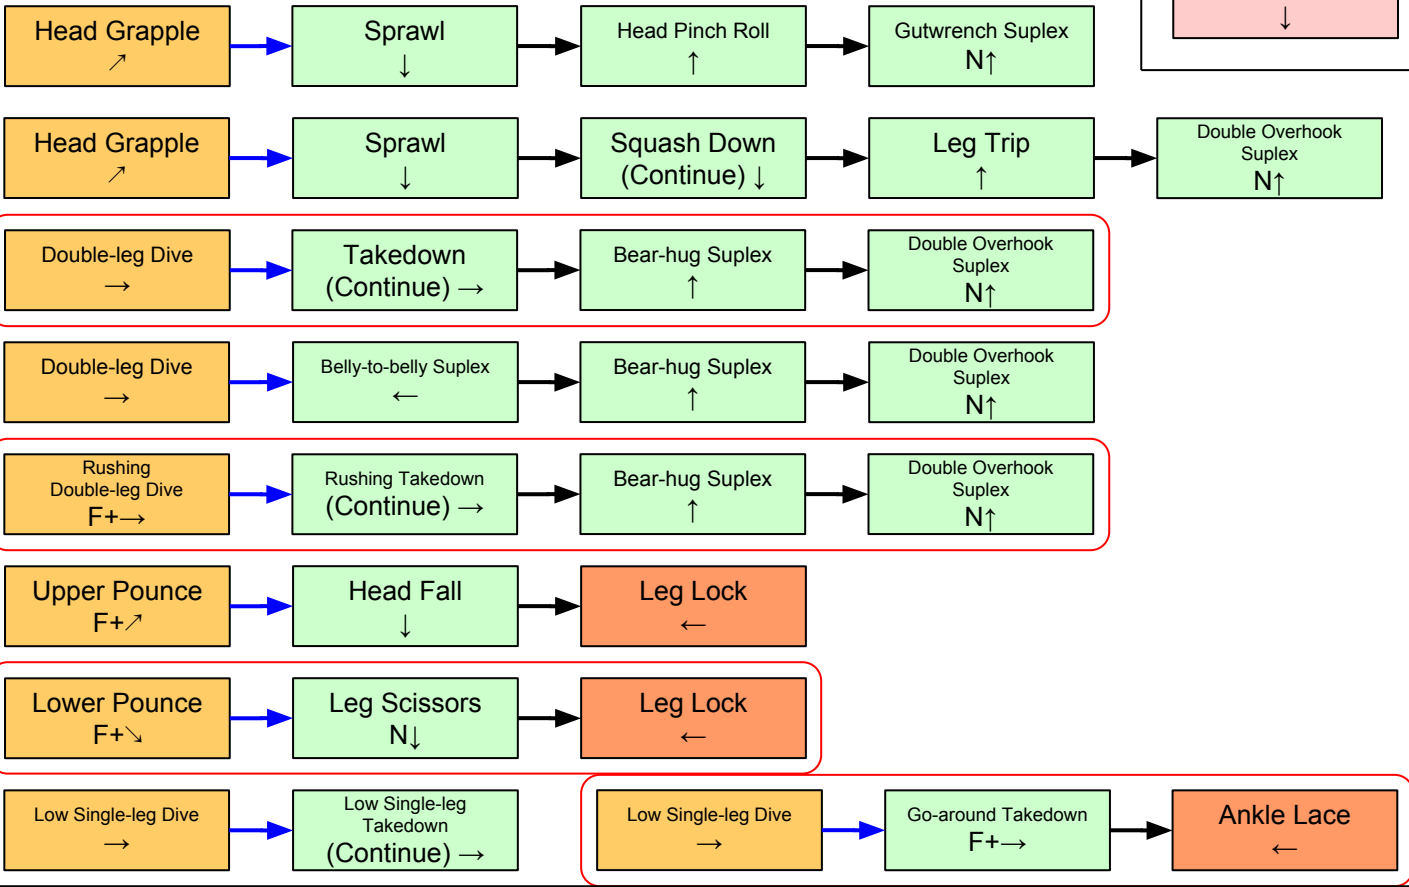 ↓
Head Grapple
↗
Sprawl
↓
Head Pinch Roll
↑
Gutwrench Suplex
N↑
Head Grapple
↗
Sprawl
↓
Squash Down
(Continue) ↓
Leg Trip
↑
Double Overhook
Suplex
N↑
Double-leg Dive
→
Takedown
(Continue) →
Bear-hug Suplex
↑
Double Overhook
Suplex
N↑
Double-leg Dive
→
Belly-to-belly Suplex
←
Bear-hug Suplex
↑
Double Overhook
Suplex
N↑
Rushing
Double-leg Dive
F+→
Rushing Takedown
(Continue) →
Bear-hug Suplex
↑
Double Overhook
Suplex
N↑
Upper Pounce
F+↗
Head Fall
↓
Leg Lock
←
Lower Pounce
F+↘
Leg Scissors
N↓
Leg Lock
←
Low Single-leg Dive
→
Low Single-leg
Takedown
(Continue) →
Low Single-leg Dive
→
Go-around Takedown
F+→
Ankle Lace
←